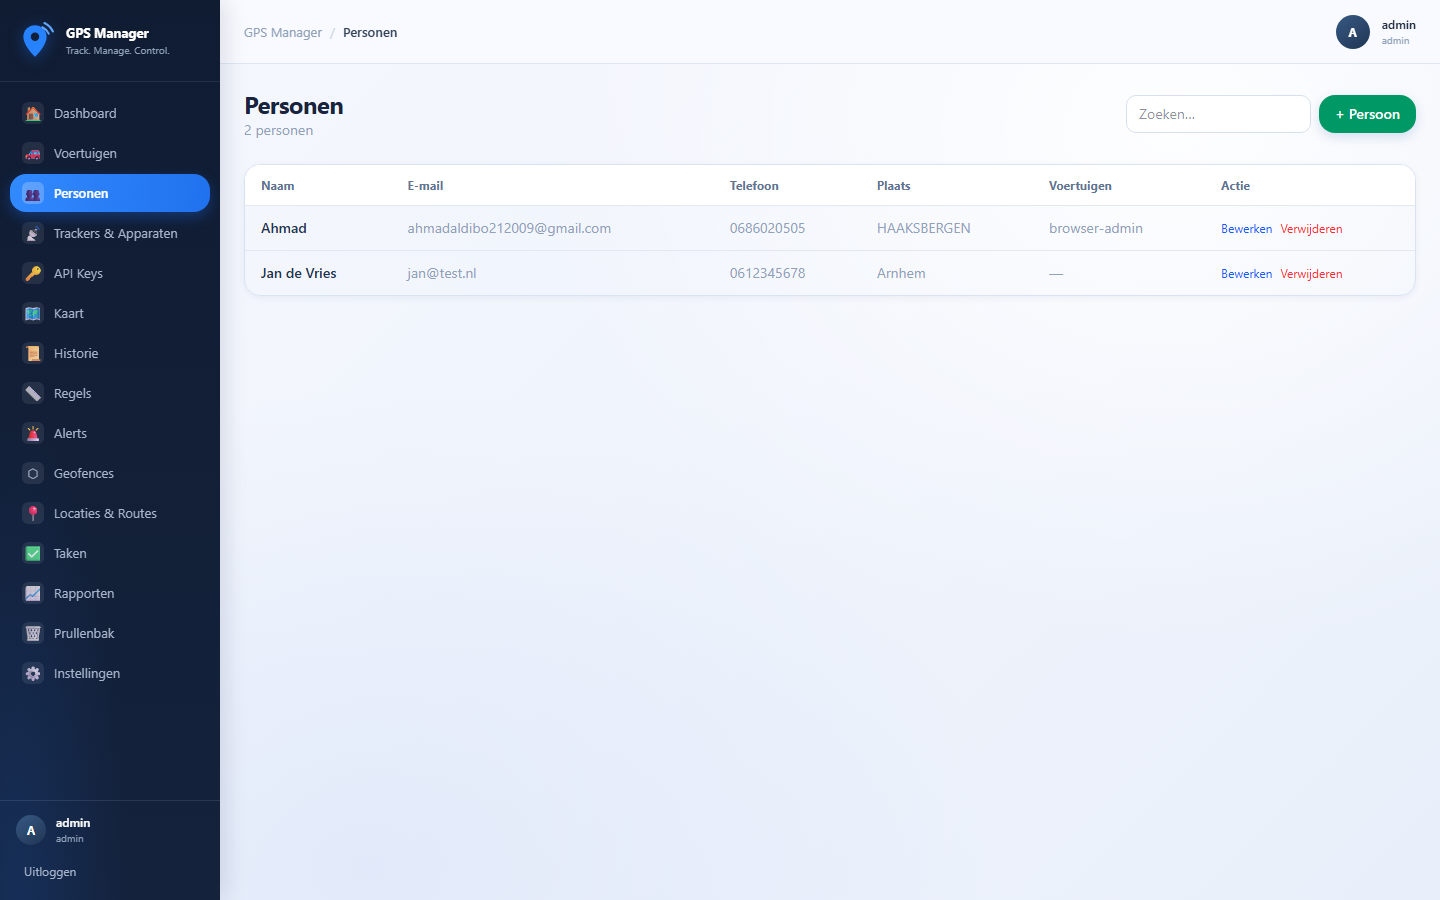 GPS Manager
Track. Manage. Control.
Dashboard
Voertuigen
Personen
Trackers & Apparaten
API Keys
Kaart
Historie
Regels
Alerts
Geofences
Locaties & Routes
Taken
Rapporten
Prullenbak
Instellingen
A admin
admin
Uitloggen
GPS Manager / Personen
A admin
admin
Personen
2 personen
Zoeken...
+ Persoon
Naam E-mail Telefoon Plaats Voertuigen Actie
Ahmad ahmadaldibo212009@gmail.com 0686020505 HAAKSBERGEN browser-admin Bewerken Verwijderen
Jan de Vries jan@test.nl 0612345678 Arnhem — Bewerken Verwijderen